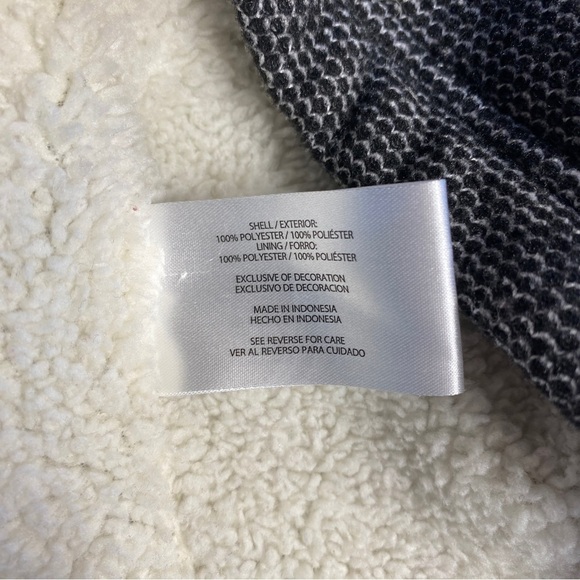 SHELL / EXTERIOR:
100% POLYESTER / 100% POLIÉSTER
LINING / FORRO:
100% POLYESTER / 100% POLIÉSTER
EXCLUSIVE OF DECORATION
EXCLUSIVO DE DECORACION
MADE IN INDONESIA
HECHO EN INDONESIA
SEE REVERSE FOR CARE
VER AL REVERSO PARA CUIDADO